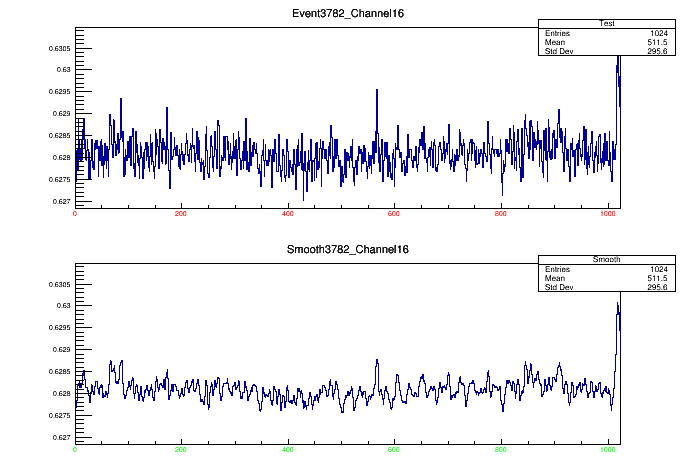 Event3782_Channel16
Test
Entries 1024
Mean 511.5
Std Dev 295.6
0.6305
0.63
0.6295
0.629
0.6285
0.628
0.6275
0.627
0 200 400 600 800 1000
Smooth3782_Channel16
Smooth
Entries 1024
Mean 511.5
Std Dev 295.6
0.6305
0.63
0.6295
0.629
0.6285
0.628
0.6275
0.627
0 200 400 600 800 1000